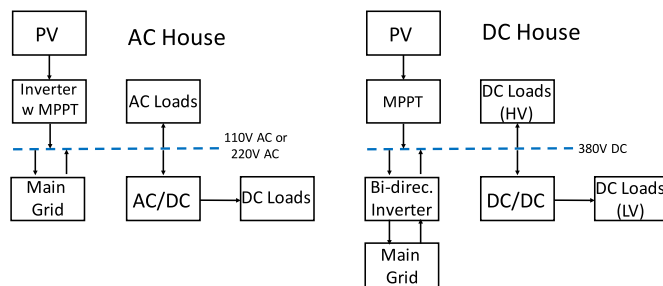 AC House
PV
Inverter
w MPPT
AC Loads
110V AC or
220V AC
Main
Grid
AC/DC
DC Loads
DC House
PV
MPPT
DC Loads
(HV)
380V DC
Bi-direc.
Inverter
DC/DC
DC Loads
(LV)
Main
Grid